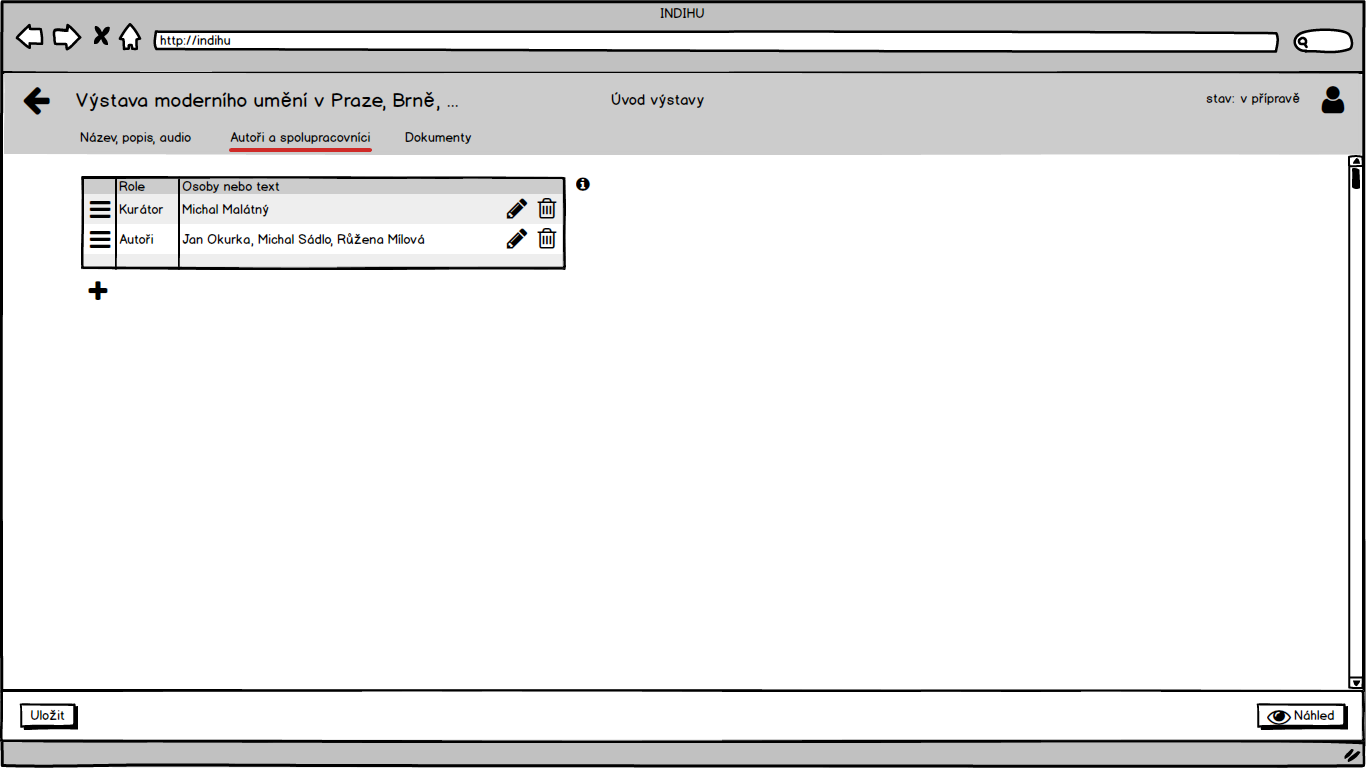 INDIHU
http://indihu
Výstava moderního umění v Praze, Brně, ...
Úvod výstavy
stav: v přípravě
Název, popis, audio
Autoři a spolupracovníci
Dokumenty
Role
Osoby nebo text
Kurátor
Michal Malátný
Autoři
Jan Okurka, Michal Sádlo, Růžena Mílová
Uložit
Náhled